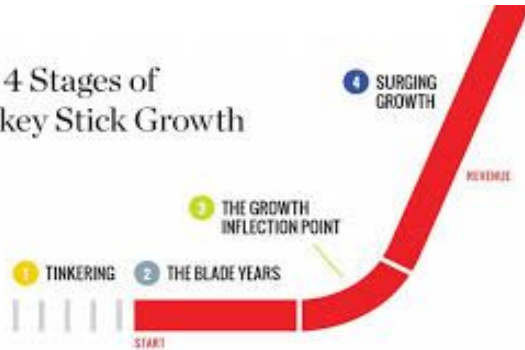 4 Stages of
key Stick Growth
4 SURGING
GROWTH
REVENUE
3 THE GROWTH
INFLECTION POINT
1 TINKERING
2 THE BLADE YEARS
START